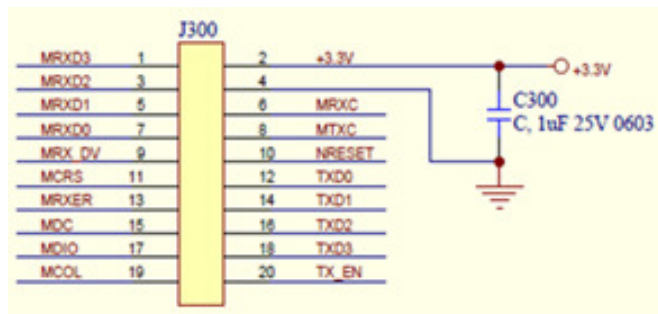 J300
MRXD3 1 2 +3.3V +3.3V
MRXD2 3 4
MRXD1 5 6 MRXC C300
MRXD0 7 8 MTXC C, 1uF 25V 0603
MRX_DV 9 10 NRESET
MCRS 11 12 TXD0
MRXER 13 14 TXD1
MDC 15 16 TXD2
MDIO 17 18 TXD3
MCOL 19 20 TX_EN